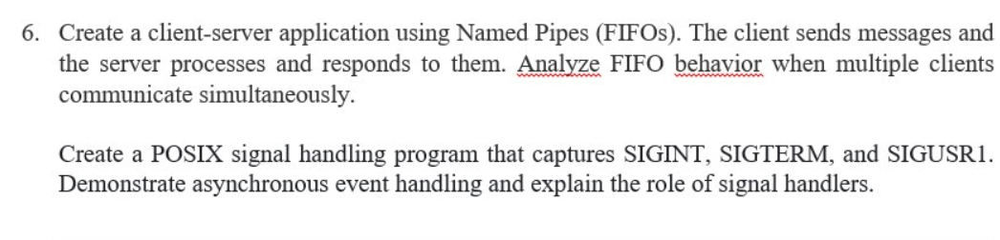 6. Create a client-server application using Named Pipes (FIFOs). The client sends messages and
the server processes and responds to them. Analyze FIFO behavior when multiple clients
communicate simultaneously.
Create a POSIX signal handling program that captures SIGINT, SIGTERM, and SIGUSR1.
Demonstrate asynchronous event handling and explain the role of signal handlers.